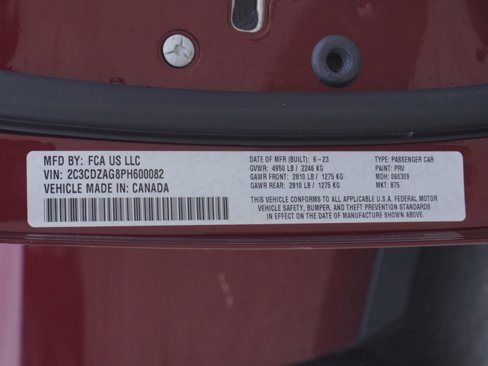 MFD BY: FCA US LLC
VIN: 2C3CDZAG8PH600082
VEHICLE MADE IN: CANADA
DATE OF MFR (BUILT): 6-23
GVWR: 4950 LB / 2246 KG
GAWR FRONT: 2810 LB / 1275 KG
GAWR REAR: 2810 LB / 1275 KG
TYPE: PASSENGER CAR
PAINT: PRV
MDH: 060309
MKT: 876
THIS VEHICLE CONFORMS TO ALL APPLICABLE U.S.A. FEDERAL MOTOR
VEHICLE SAFETY, BUMPER, AND THEFT PREVENTION STANDARDS
IN EFFECT ON THE DATE OF MANUFACTURE SHOWN ABOVE.